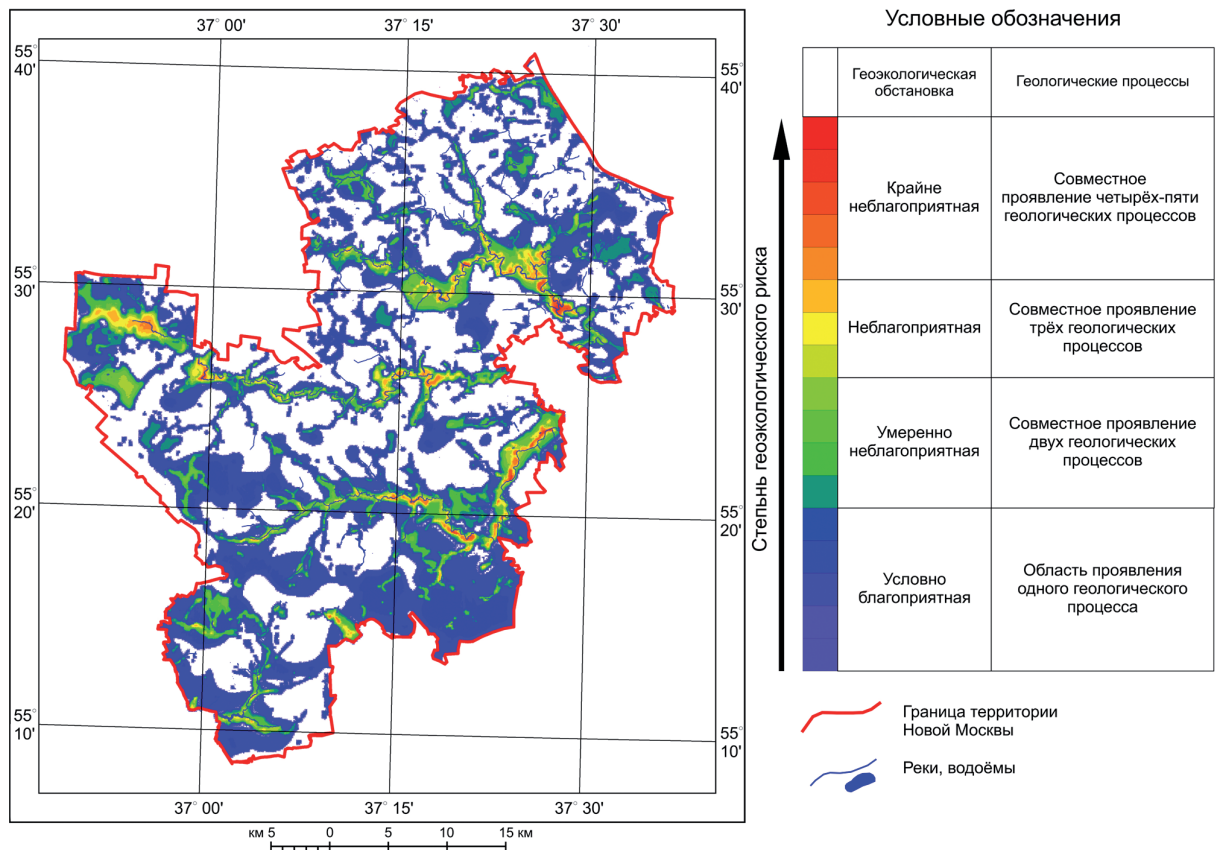 37° 00'
37° 15'
37° 30'
55°
40'
55°
40'
55°
30'
55°
30'
55°
20'
55°
20'
55°
10'
55°
10'
37° 00'
37° 15'
37° 30'
км 5
0
5
10
15 км
Условные обозначения
Геоэкологическая
обстановка
Геологические процессы
Степьнь геоэкологического риска
Крайне
неблагоприятная
Совместное
проявление четырёх-пяти
геологических процессов
Неблагоприятная
Совместное проявление
трёх геологических
процессов
Умеренно
неблагоприятная
Совместное проявление
двух геологических
процессов
Условно
благоприятная
Область проявления
одного геологического
процесса
Граница территории
Новой Москвы
Реки, водоёмы